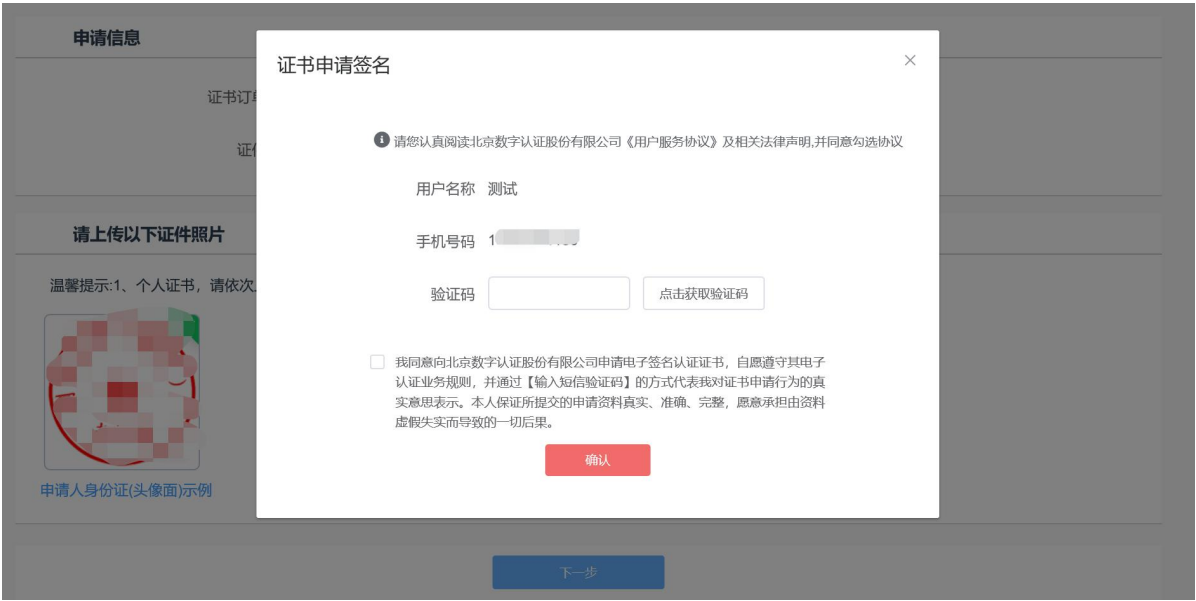 申请信息
证书申请签名
证书订单
请您认真阅读北京数字认证股份有限公司《用户服务协议》及相关法律声明,并同意勾选协议
用户名称 测试
手机号码 1
验证码 点击获取验证码
请上传以下证件照片
温馨提示:1、个人证书，请依次
我同意向北京数字认证股份有限公司申请电子签名认证证书，自愿遵守其电子
认证业务规则，并通过【输入短信验证码】的方式代表我对证书申请行为的真
实意思表示。本人保证所提交的申请资料真实、准确、完整，愿意承担由资料
虚假失实而导致的一切后果。
确认
申请人身份证(头像面)示例
下一步